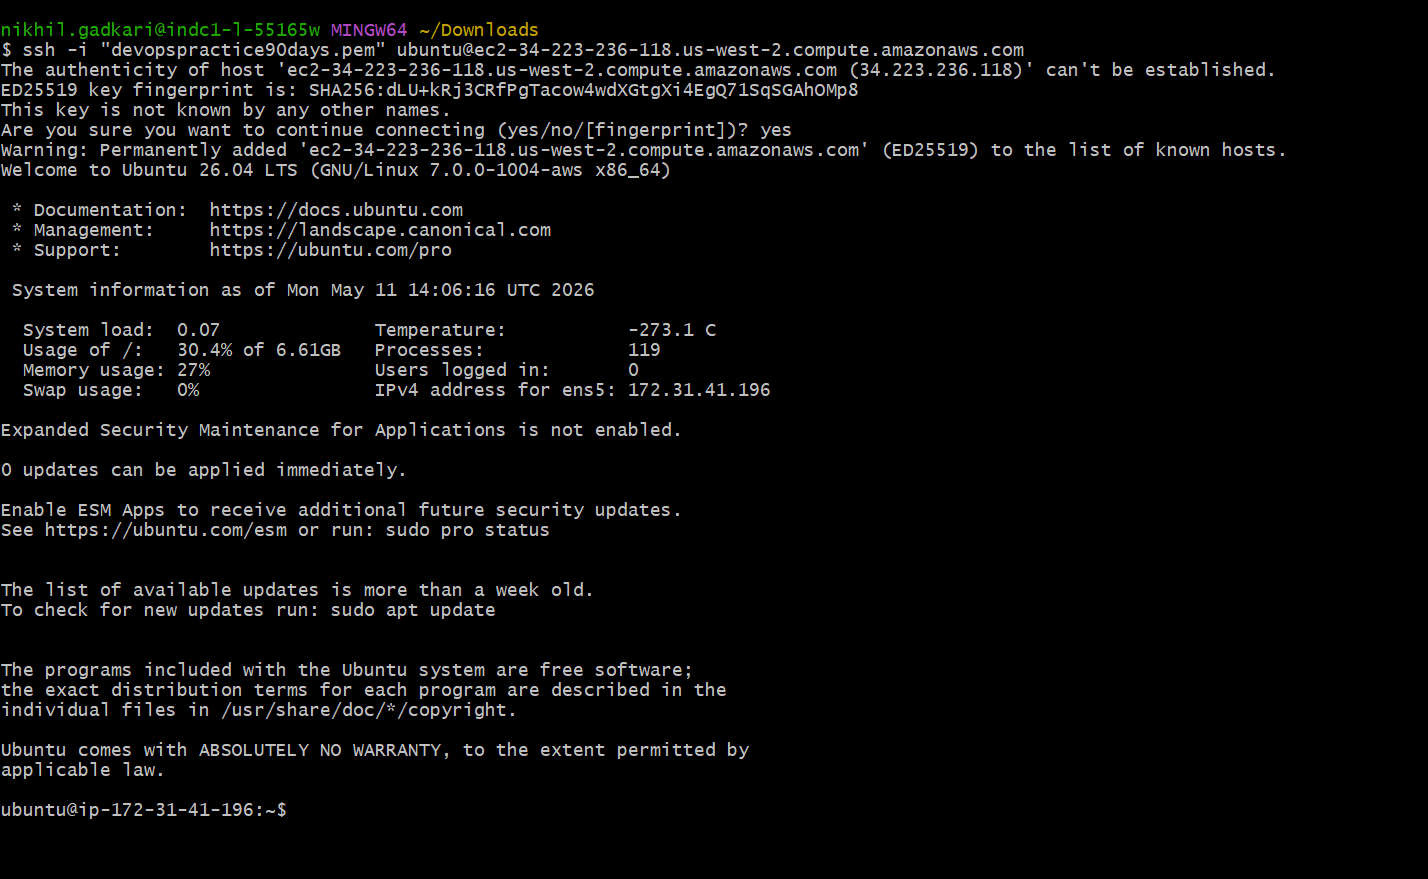 nikhil.gadkari@indc1-l-55165w MINGW64 ~/Downloads
$ ssh -i "devopspractice90days.pem" ubuntu@ec2-34-223-236-118.us-west-2.compute.amazonaws.com
The authenticity of host 'ec2-34-223-236-118.us-west-2.compute.amazonaws.com (34.223.236.118)' can't be established.
ED25519 key fingerprint is: SHA256:dLU+kRj3CRfPgTacow4wdXGtgXi4EgQ71SqSGAhOMp8
This key is not known by any other names.
Are you sure you want to continue connecting (yes/no/[fingerprint])? yes
Warning: Permanently added 'ec2-34-223-236-118.us-west-2.compute.amazonaws.com' (ED25519) to the list of known hosts.
Welcome to Ubuntu 26.04 LTS (GNU/Linux 7.0.0-1004-aws x86_64)

 * Documentation:  https://docs.ubuntu.com
 * Management:     https://landscape.canonical.com
 * Support:        https://ubuntu.com/pro

 System information as of Mon May 11 14:06:16 UTC 2026

  System load:  0.07              Temperature:           -273.1 C
  Usage of /:   30.4% of 6.61GB   Processes:             119
  Memory usage: 27%               Users logged in:       0
  Swap usage:   0%                IPv4 address for ens5: 172.31.41.196

Expanded Security Maintenance for Applications is not enabled.

0 updates can be applied immediately.

Enable ESM Apps to receive additional future security updates.
See https://ubuntu.com/esm or run: sudo pro status


The list of available updates is more than a week old.
To check for new updates run: sudo apt update


The programs included with the Ubuntu system are free software;
the exact distribution terms for each program are described in the
individual files in /usr/share/doc/*/copyright.

Ubuntu comes with ABSOLUTELY NO WARRANTY, to the extent permitted by
applicable law.

ubuntu@ip-172-31-41-196:~$